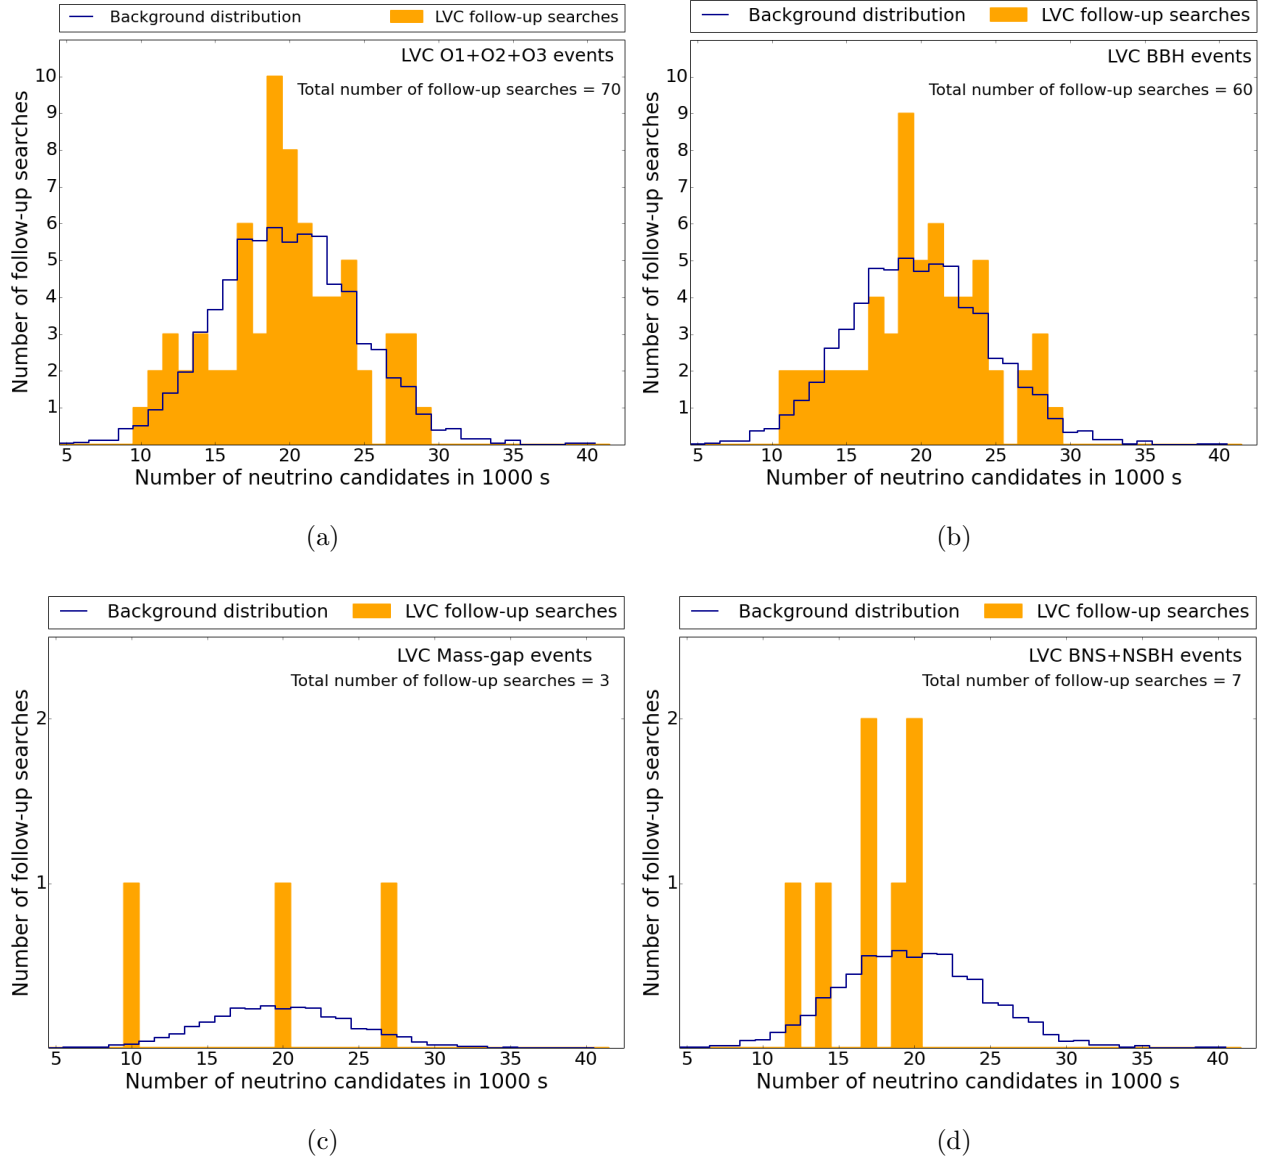 Background distribution LVC follow-up searches
LVC O1+O2+O3 events
Total number of follow-up searches = 70
Number of follow-up searches
10
9
8
7
6
5
4
3
2
1
5 10 15 20 25 30 35 40
Number of neutrino candidates in 1000 s
(a)
Background distribution LVC follow-up searches
LVC BBH events
Total number of follow-up searches = 60
Number of follow-up searches
10
9
8
7
6
5
4
3
2
1
5 10 15 20 25 30 35 40
Number of neutrino candidates in 1000 s
(b)
Background distribution LVC follow-up searches
LVC Mass-gap events
Total number of follow-up searches = 3
Number of follow-up searches
2
1
5 10 15 20 25 30 35 40
Number of neutrino candidates in 1000 s
(c)
Background distribution LVC follow-up searches
LVC BNS+NSBH events
Total number of follow-up searches = 7
Number of follow-up searches
2
1
5 10 15 20 25 30 35 40
Number of neutrino candidates in 1000 s
(d)